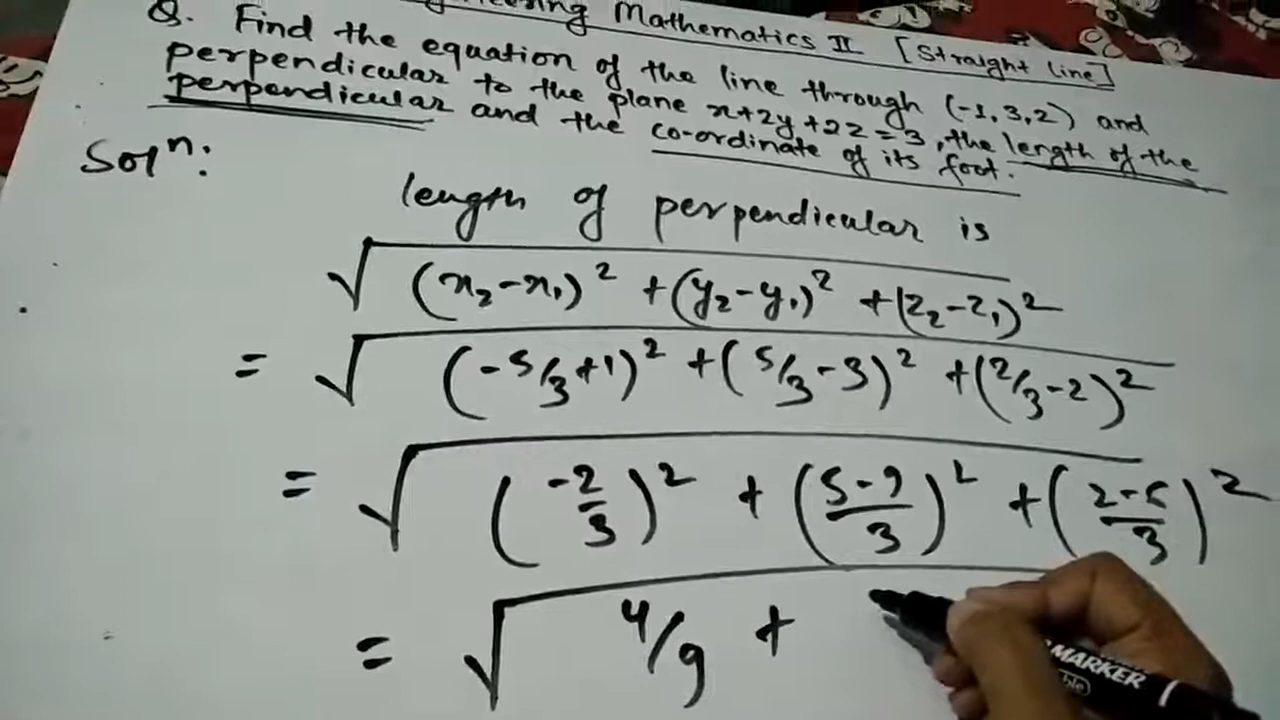 Mathematics II [Straight line]
Q. Find the equation of the line through (-1,3,2) and
perpendicular to the plane x+2y+2z=3, the length of the
perpendicular and the co-ordinate of its foot.
Solⁿ:
length of perpendicular is
√(x₂-x₁)² + (y₂-y₁)² + (z₂-z₁)²
= √(-5/3+1)² + (5/3-3)² + (2/3-2)²
= √(-2/3)² + (5-9/3)² + (2-6/3)²
= √4/9 +
MARKER